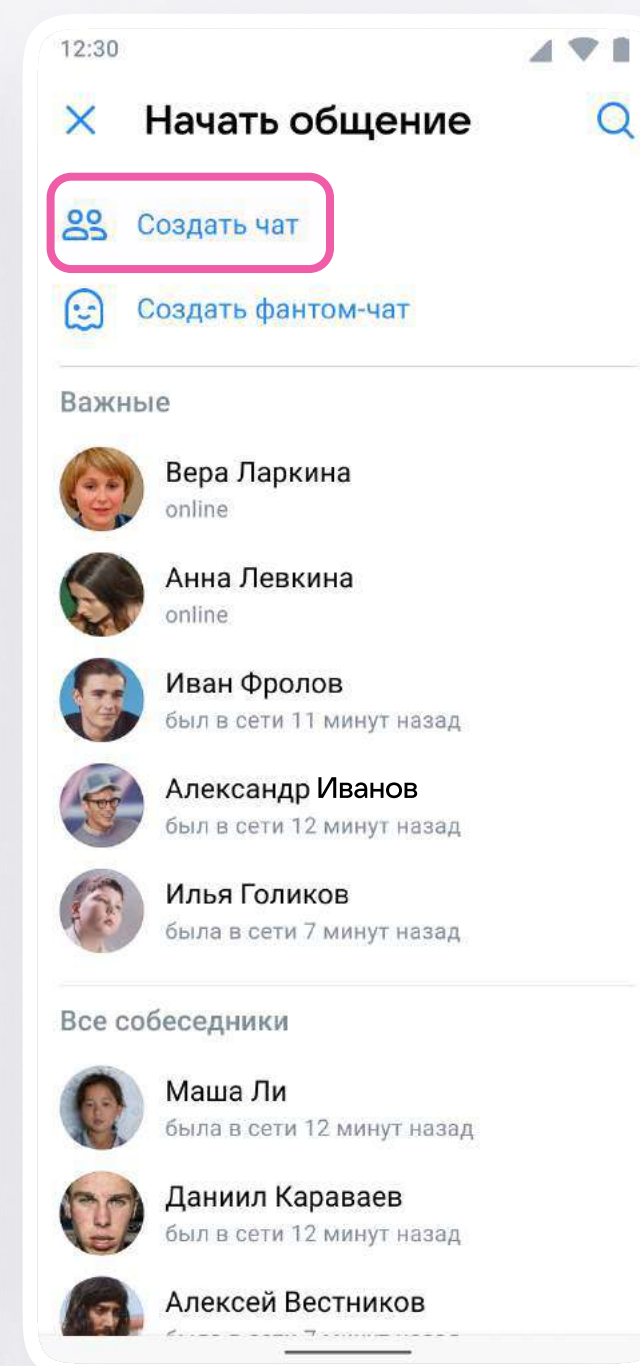 12:30
Начать общение
Создать чат
Создать фантом-чат
Важные
Вера Ларкина
online
Анна Левкина
online
Иван Фролов
был в сети 11 минут назад
Александр Иванов
был в сети 12 минут назад
Илья Голиков
была в сети 7 минут назад
Все собеседники
Маша Ли
была в сети 12 минут назад
Даниил Караваев
был в сети 12 минут назад
Алексей Вестников